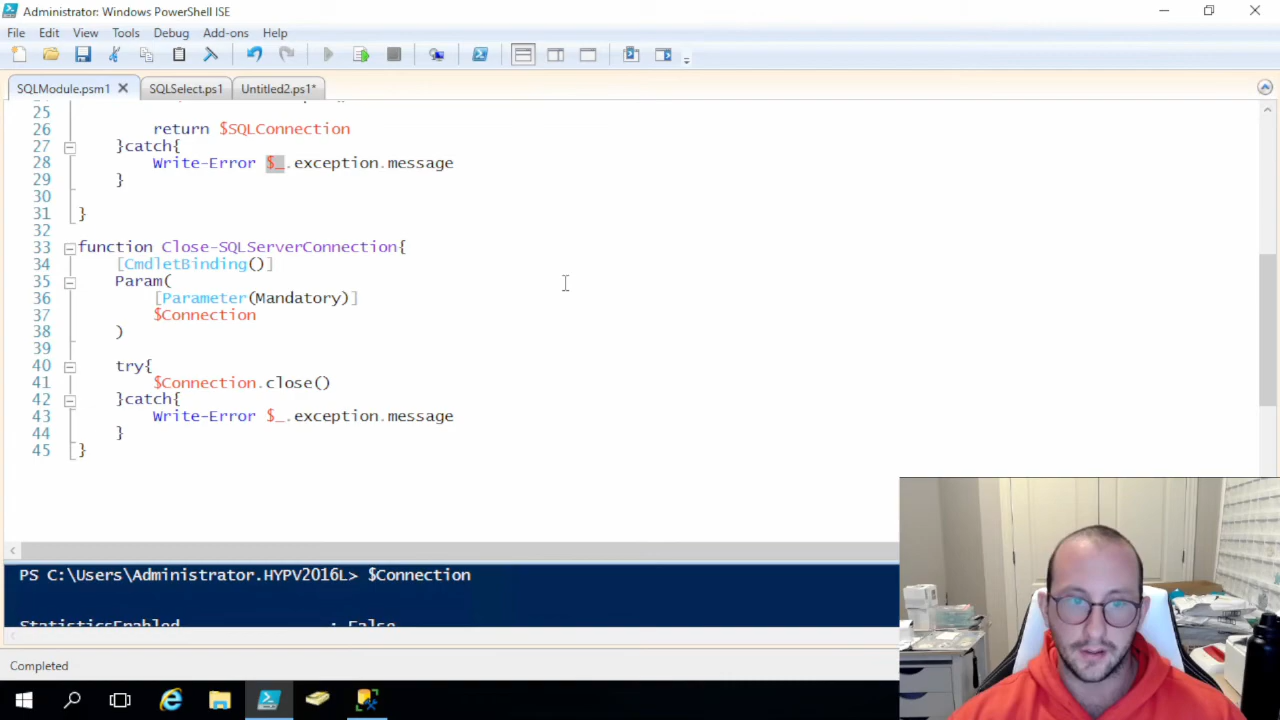 Administrator: Windows PowerShell ISE
File Edit View Tools Debug Add-ons Help
SQLModule.psm1 SQLSelect.ps1 Untitled2.ps1*
25
26 return $SQLConnection
27 }catch{
28 Write-Error $_.exception.message
29 }
30
31 }
32
33 function Close-SQLServerConnection{
34 [CmdletBinding()]
35 Param(
36 [Parameter(Mandatory)]
37 $Connection
38 )
39
40 try{
41 $Connection.close()
42 }catch{
43 Write-Error $_.exception.message
44 }
45 }
PS C:\Users\Administrator.HYPV2016L> $Connection
StatisticsEnabled : False
Completed